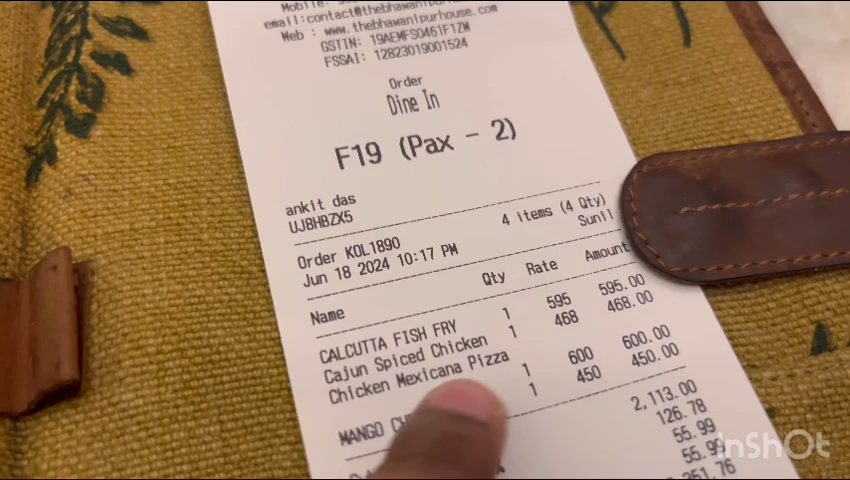 Mobile:
email:contact@thebhawanipurhouse.com
Web : www.thebhawanipurhouse.com
GSTIN: 19AEMFS0461F1ZW
FSSAI: 12823019001524
Order
Dine In
F19 (Pax - 2)
ankit das
UJ8HBZX5
4 items (4 Qty)
Order KOL1890
Sunil
Jun 18 2024 10:17 PM
Name Qty Rate Amount
CALCUTTA FISH FRY 1 595 595.00
Cajun Spiced Chicken 1 468 468.00
Chicken Mexicana Pizza 1 600 600.00
MANGO 1 450 450.00
2,113.00
126.78
55.99
55.99
351.76
InShOt